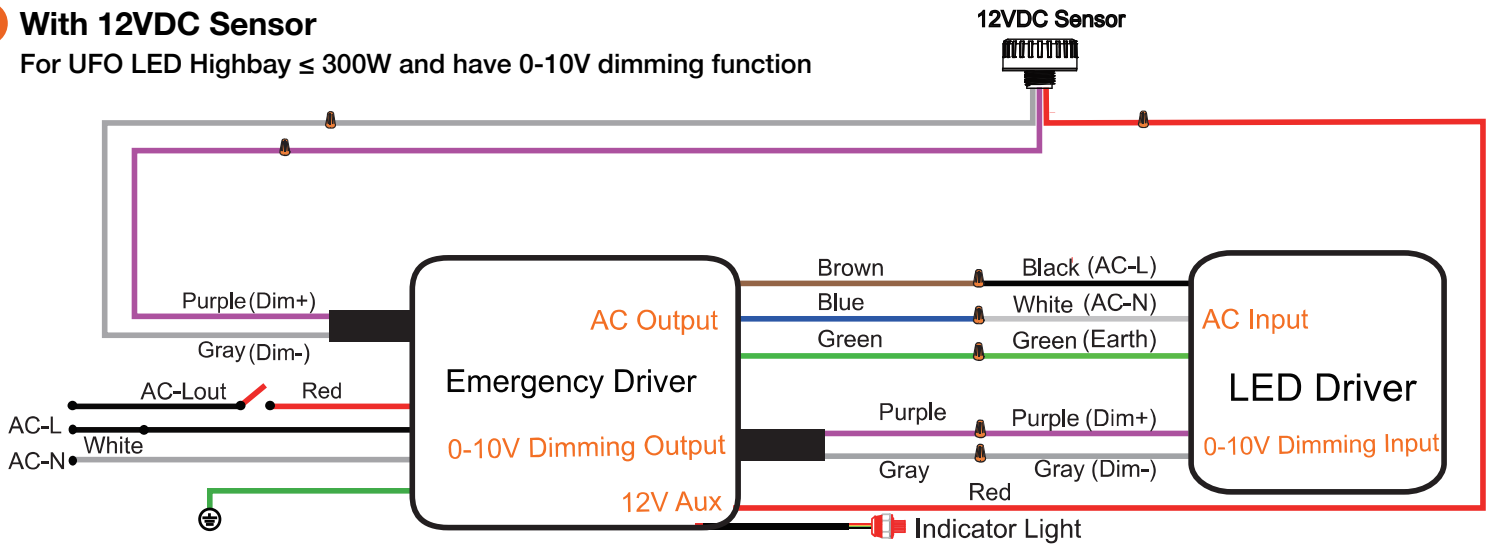 With 12VDC Sensor
12VDC Sensor
For UFO LED Highbay ≤ 300W and have 0-10V dimming function
Purple (Dim+)
Gray (Dim-)
AC-Lout
Red
AC-L
White
AC-N
AC Output
Emergency Driver
0-10V Dimming Output
12V Aux
Brown
Black (AC-L)
Blue
White (AC-N)
Green
Green (Earth)
Purple
Purple (Dim+)
Gray
Gray (Dim-)
Red
AC Input
LED Driver
0-10V Dimming Input
Indicator Light